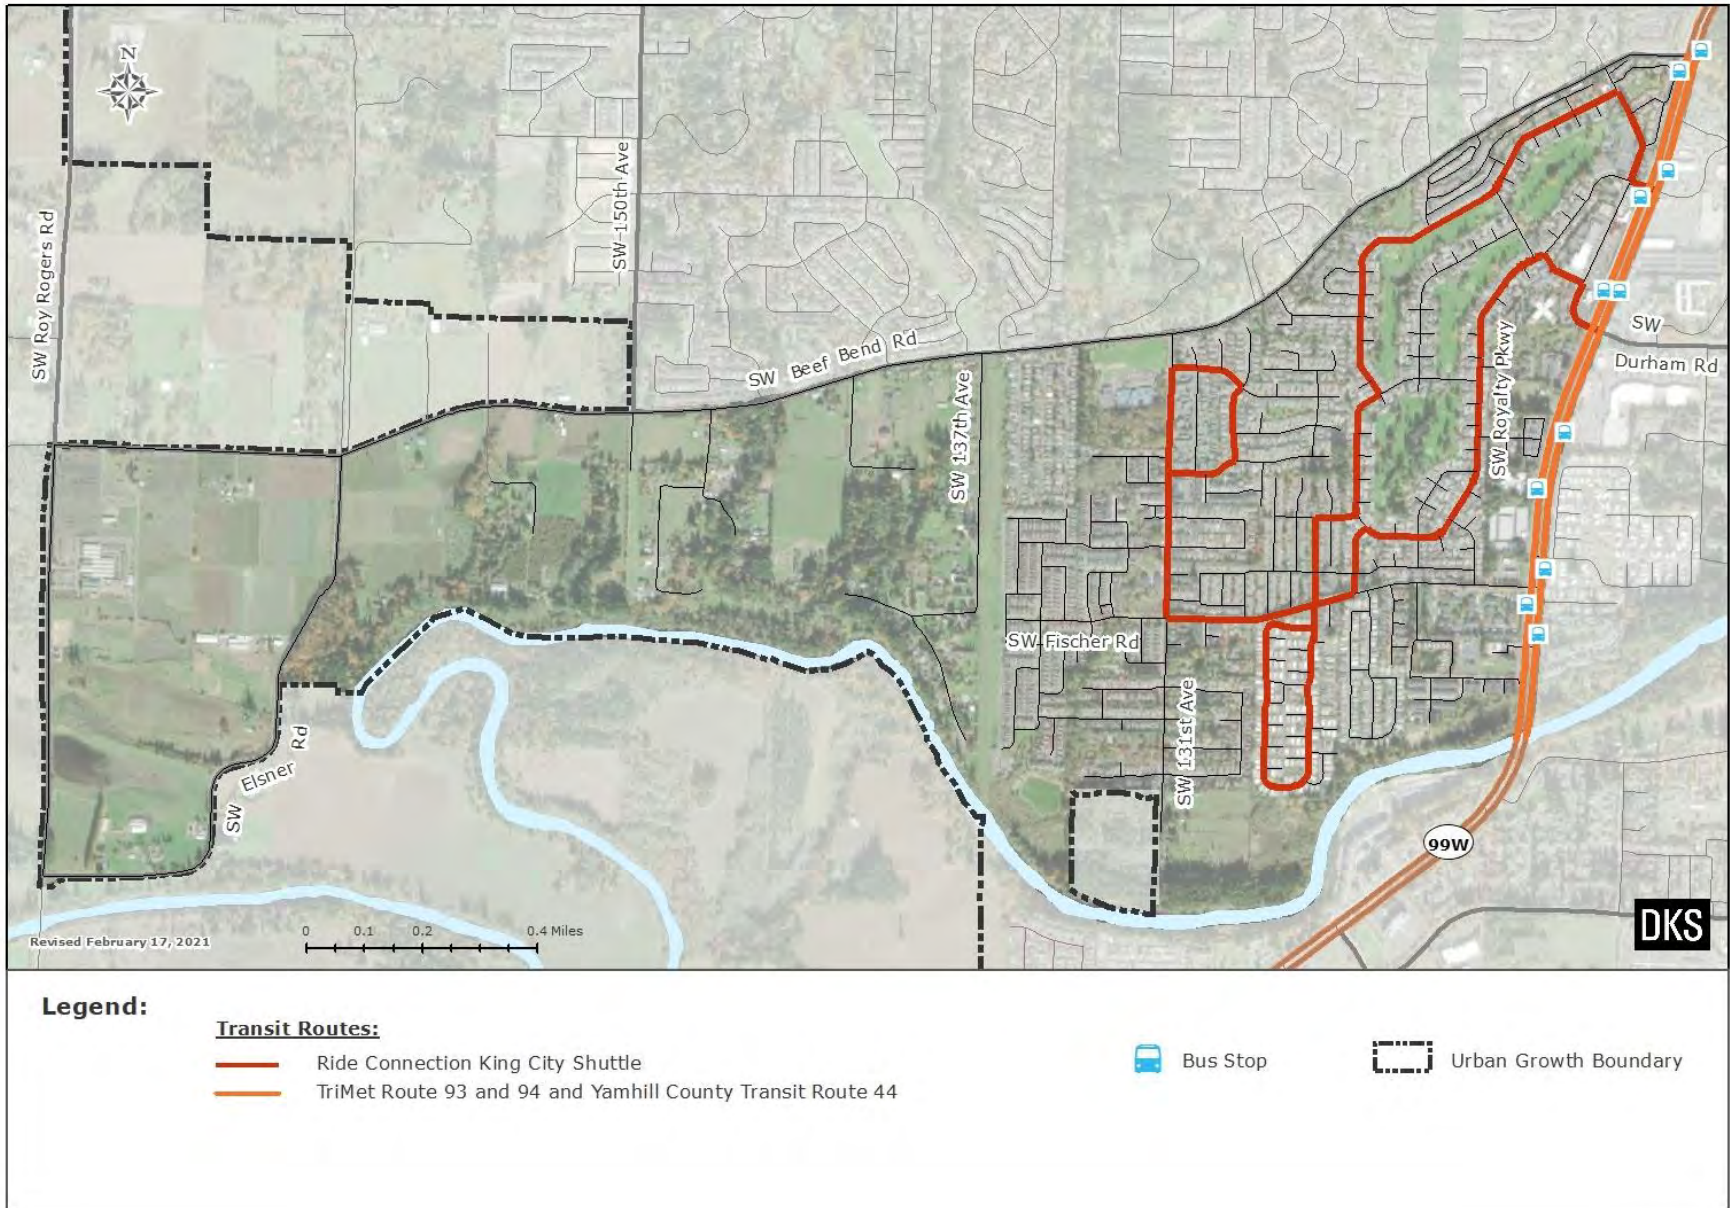 N
SW Roy Rogers Rd
SW 150th Ave
SW Beef Bend Rd
SW 137th Ave
SW Royalty Pkwy
SW
Durham Rd
SW Fischer Rd
SW 131st Ave
SW Elsner Rd
99W
Revised February 17, 2021
0 0.1 0.2 0.4 Miles
DKS
Legend:
Transit Routes:
Ride Connection King City Shuttle
TriMet Route 93 and 94 and Yamhill County Transit Route 44
Bus Stop
Urban Growth Boundary